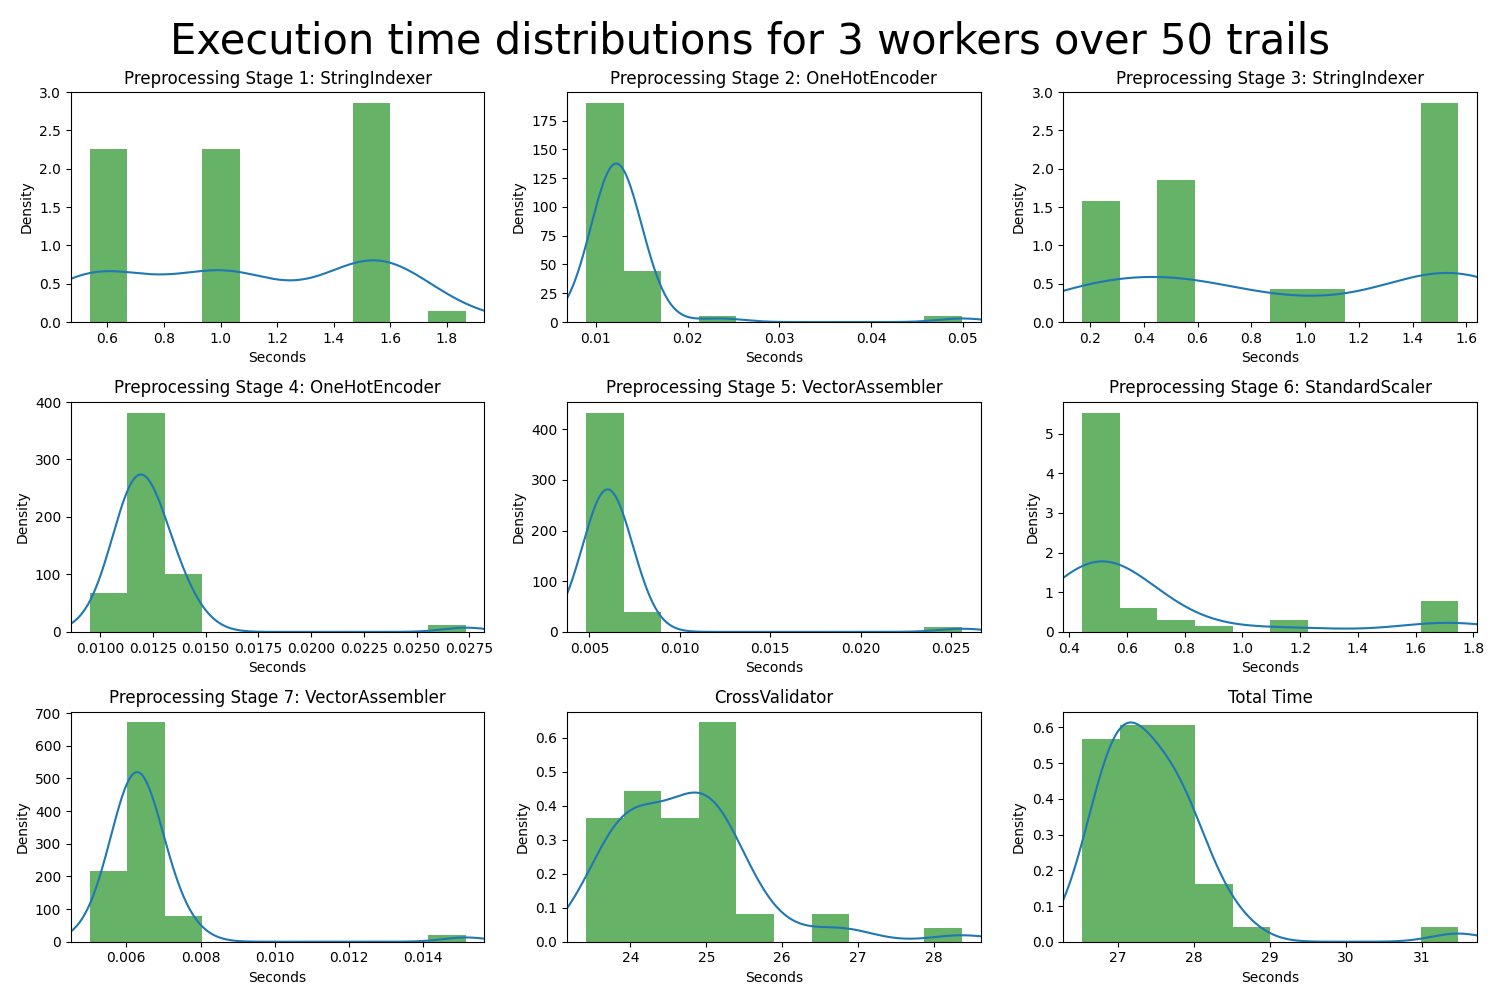 Execution time distributions for 3 workers over 50 trails
Preprocessing Stage 1: StringIndexer
Density
3.0
2.5
2.0
1.5
1.0
0.5
0.0
0.6 0.8 1.0 1.2 1.4 1.6 1.8
Seconds
Preprocessing Stage 2: OneHotEncoder
Density
175
150
125
100
75
50
25
0
0.01 0.02 0.03 0.04 0.05
Seconds
Preprocessing Stage 3: StringIndexer
Density
3.0
2.5
2.0
1.5
1.0
0.5
0.0
0.2 0.4 0.6 0.8 1.0 1.2 1.4 1.6
Seconds
Preprocessing Stage 4: OneHotEncoder
Density
400
300
200
100
0
0.0100 0.0125 0.0150 0.0175 0.0200 0.0225 0.0250 0.0275
Seconds
Preprocessing Stage 5: VectorAssembler
Density
400
300
200
100
0
0.005 0.010 0.015 0.020 0.025
Seconds
Preprocessing Stage 6: StandardScaler
Density
5
4
3
2
1
0
0.4 0.6 0.8 1.0 1.2 1.4 1.6 1.8
Seconds
Preprocessing Stage 7: VectorAssembler
Density
700
600
500
400
300
200
100
0
0.006 0.008 0.010 0.012 0.014
Seconds
CrossValidator
Density
0.6
0.5
0.4
0.3
0.2
0.1
0.0
24 25 26 27 28
Seconds
Total Time
Density
0.6
0.5
0.4
0.3
0.2
0.1
0.0
27 28 29 30 31
Seconds